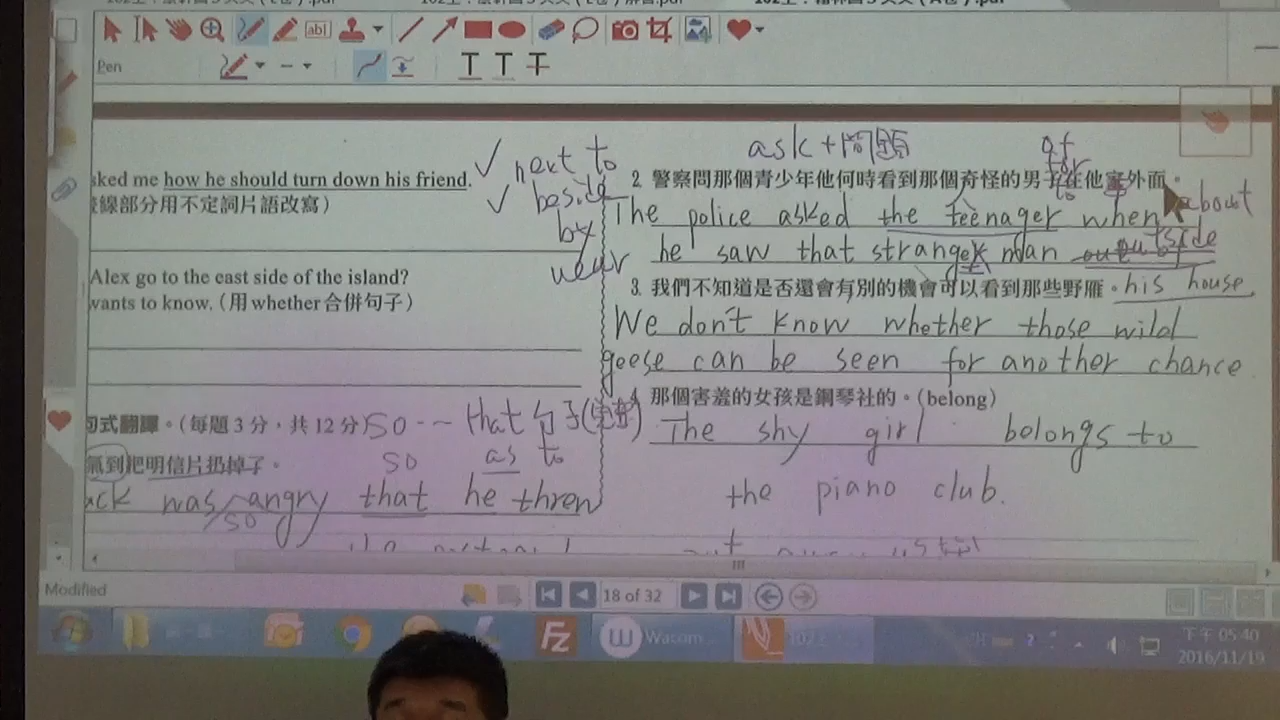 Pen
sked me how he should turn down his friend.
線部分用不定詞片語改寫）
Alex go to the east side of the island?
wants to know.（用 whether 合併句子）
句式翻譯。（每題 3 分，共 12 分）
氣到把明信片扔掉了。
so -- that 句子
so as to
ack was angry that he thren
so
✓ next to
✓ beside
by
near
ask + 問題
of
for
to
about
2. 警察問那個青少年他何時看到那個奇怪的男子在他家外面。
The police asked the teenager when
he saw that strange man outside
his house
3. 我們不知道是否還會有別的機會可以看到那些野雁。
We don't know whether those wild
geese can be seen for another chance
4. 那個害羞的女孩是鋼琴社的。(belong)
The shy girl belongs to
the piano club.
Modified
18 of 32
Wacom ...
下午 05:40
2016/11/19